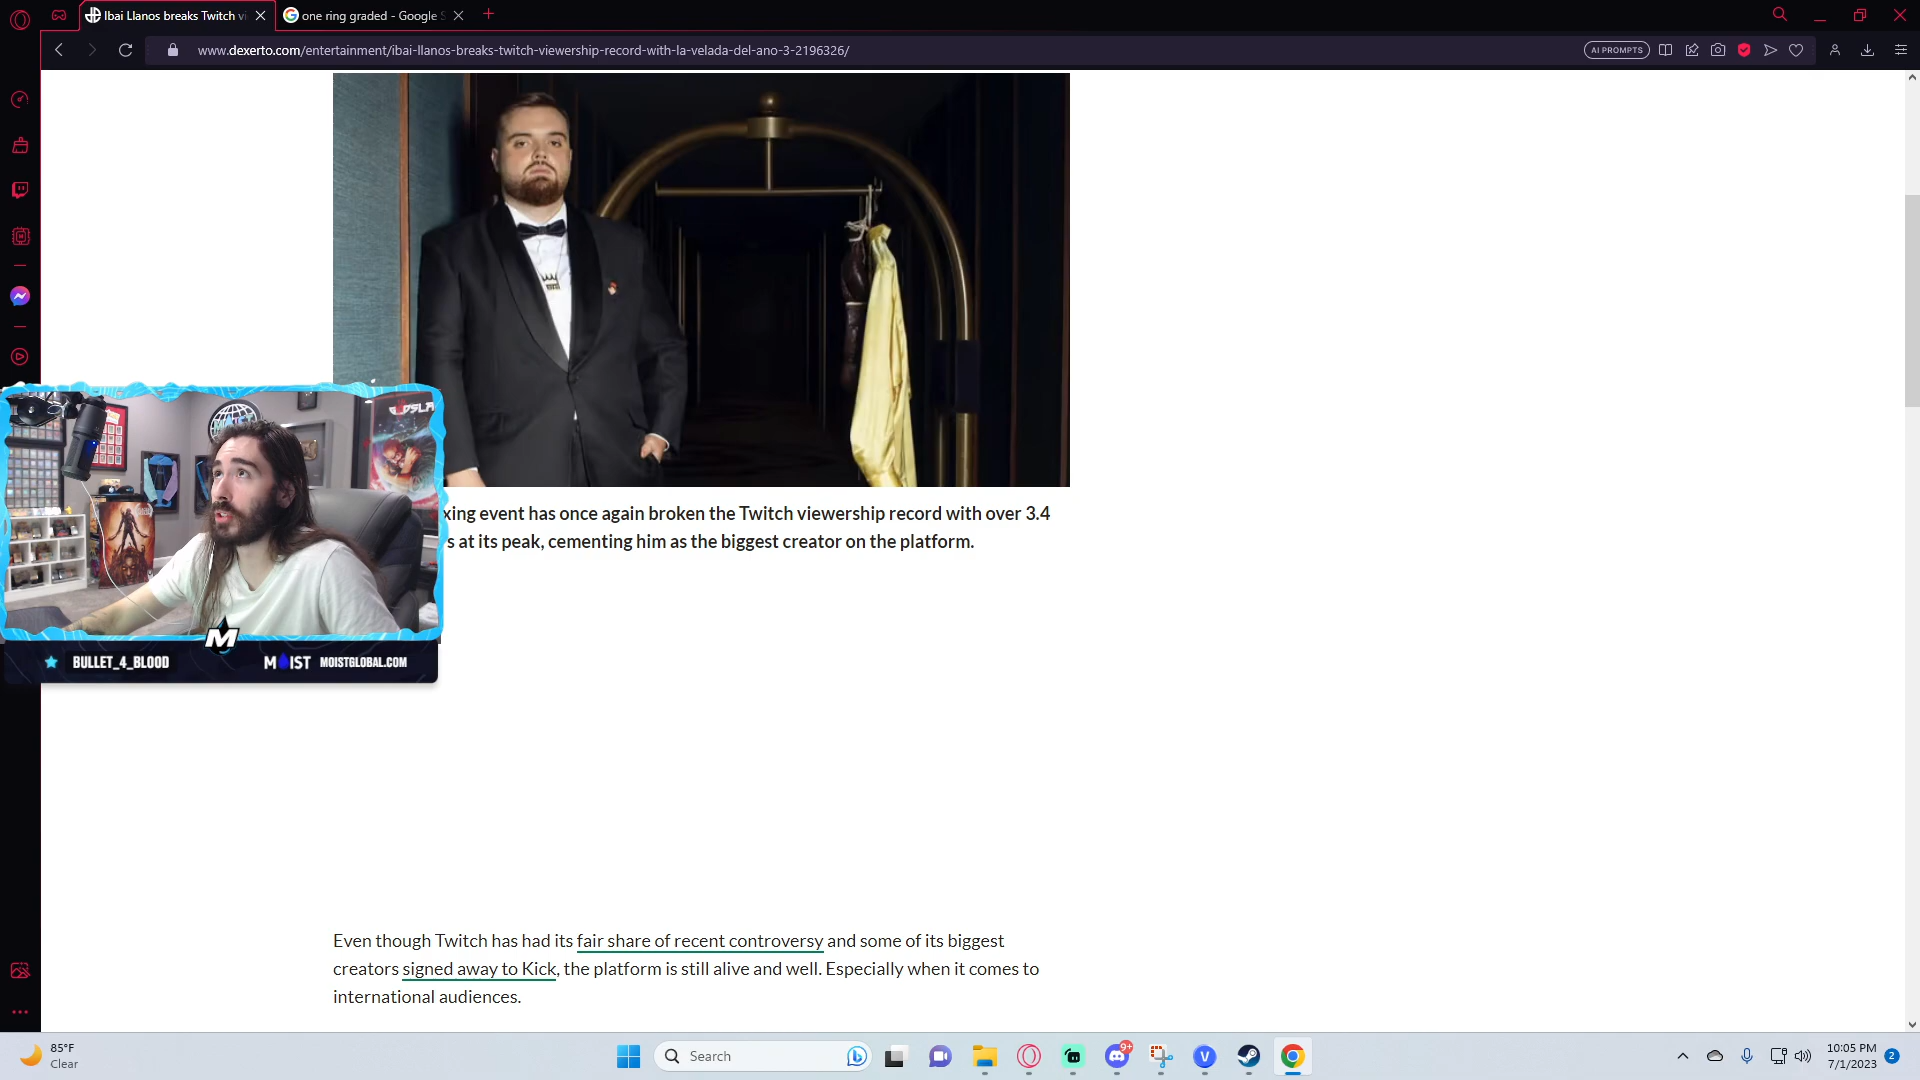 Ibai Llanos breaks Twitch vi
one ring graded - Google S
www.dexerto.com/entertainment/ibai-llanos-breaks-twitch-viewership-record-with-la-velada-del-ano-3-2196326/
AI PROMPTS
xing event has once again broken the Twitch viewership record with over 3.4
s at its peak, cementing him as the biggest creator on the platform.
M
BULLET_4_BLOOD
MOIST MOISTGLOBAL.COM
Even though Twitch has had its fair share of recent controversy and some of its biggest
creators signed away to Kick, the platform is still alive and well. Especially when it comes to
international audiences.
85°F
Clear
Search
9+
V
10:05 PM
7/1/2023
2